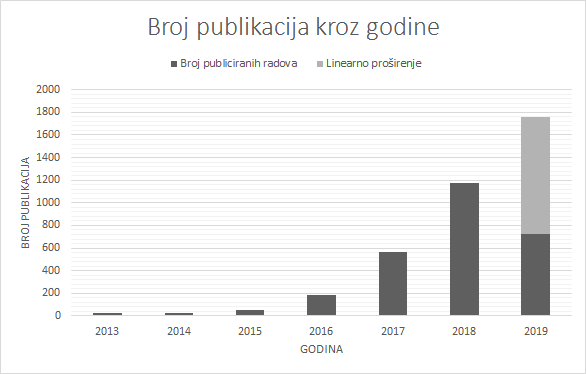 Broj publikacija kroz godine
Broj publiciranih radova
Linearno proširenje
BROJ PUBLIKACIJA
2000
1800
1600
1400
1200
1000
800
600
400
200
0
2013 2014 2015 2016 2017 2018 2019
GODINA